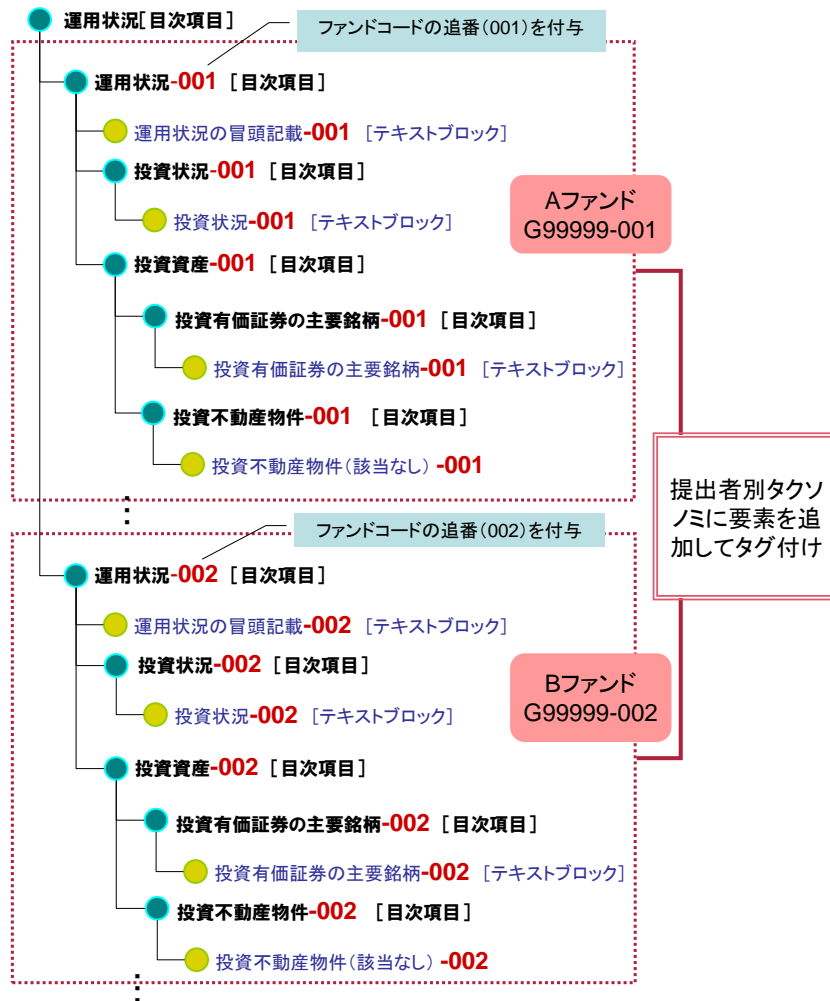 運用状況[目次項目]
ファンドコードの追番(001)を付与
運用状況-001 [目次項目]
運用状況の冒頭記載-001 [テキストブロック]
投資状況-001 [目次項目]
投資状況-001 [テキストブロック]
Aファンド
G99999-001
投資資産-001 [目次項目]
投資有価証券の主要銘柄-001 [目次項目]
投資有価証券の主要銘柄-001 [テキストブロック]
投資不動産物件-001 [目次項目]
投資不動産物件(該当なし) -001
提出者別タクソ
ノミに要素を追
加してタグ付け
ファンドコードの追番(002)を付与
運用状況-002 [目次項目]
運用状況の冒頭記載-002 [テキストブロック]
投資状況-002 [目次項目]
投資状況-002 [テキストブロック]
Bファンド
G99999-002
投資資産-002 [目次項目]
投資有価証券の主要銘柄-002 [目次項目]
投資有価証券の主要銘柄-002 [テキストブロック]
投資不動産物件-002 [目次項目]
投資不動産物件(該当なし) -002